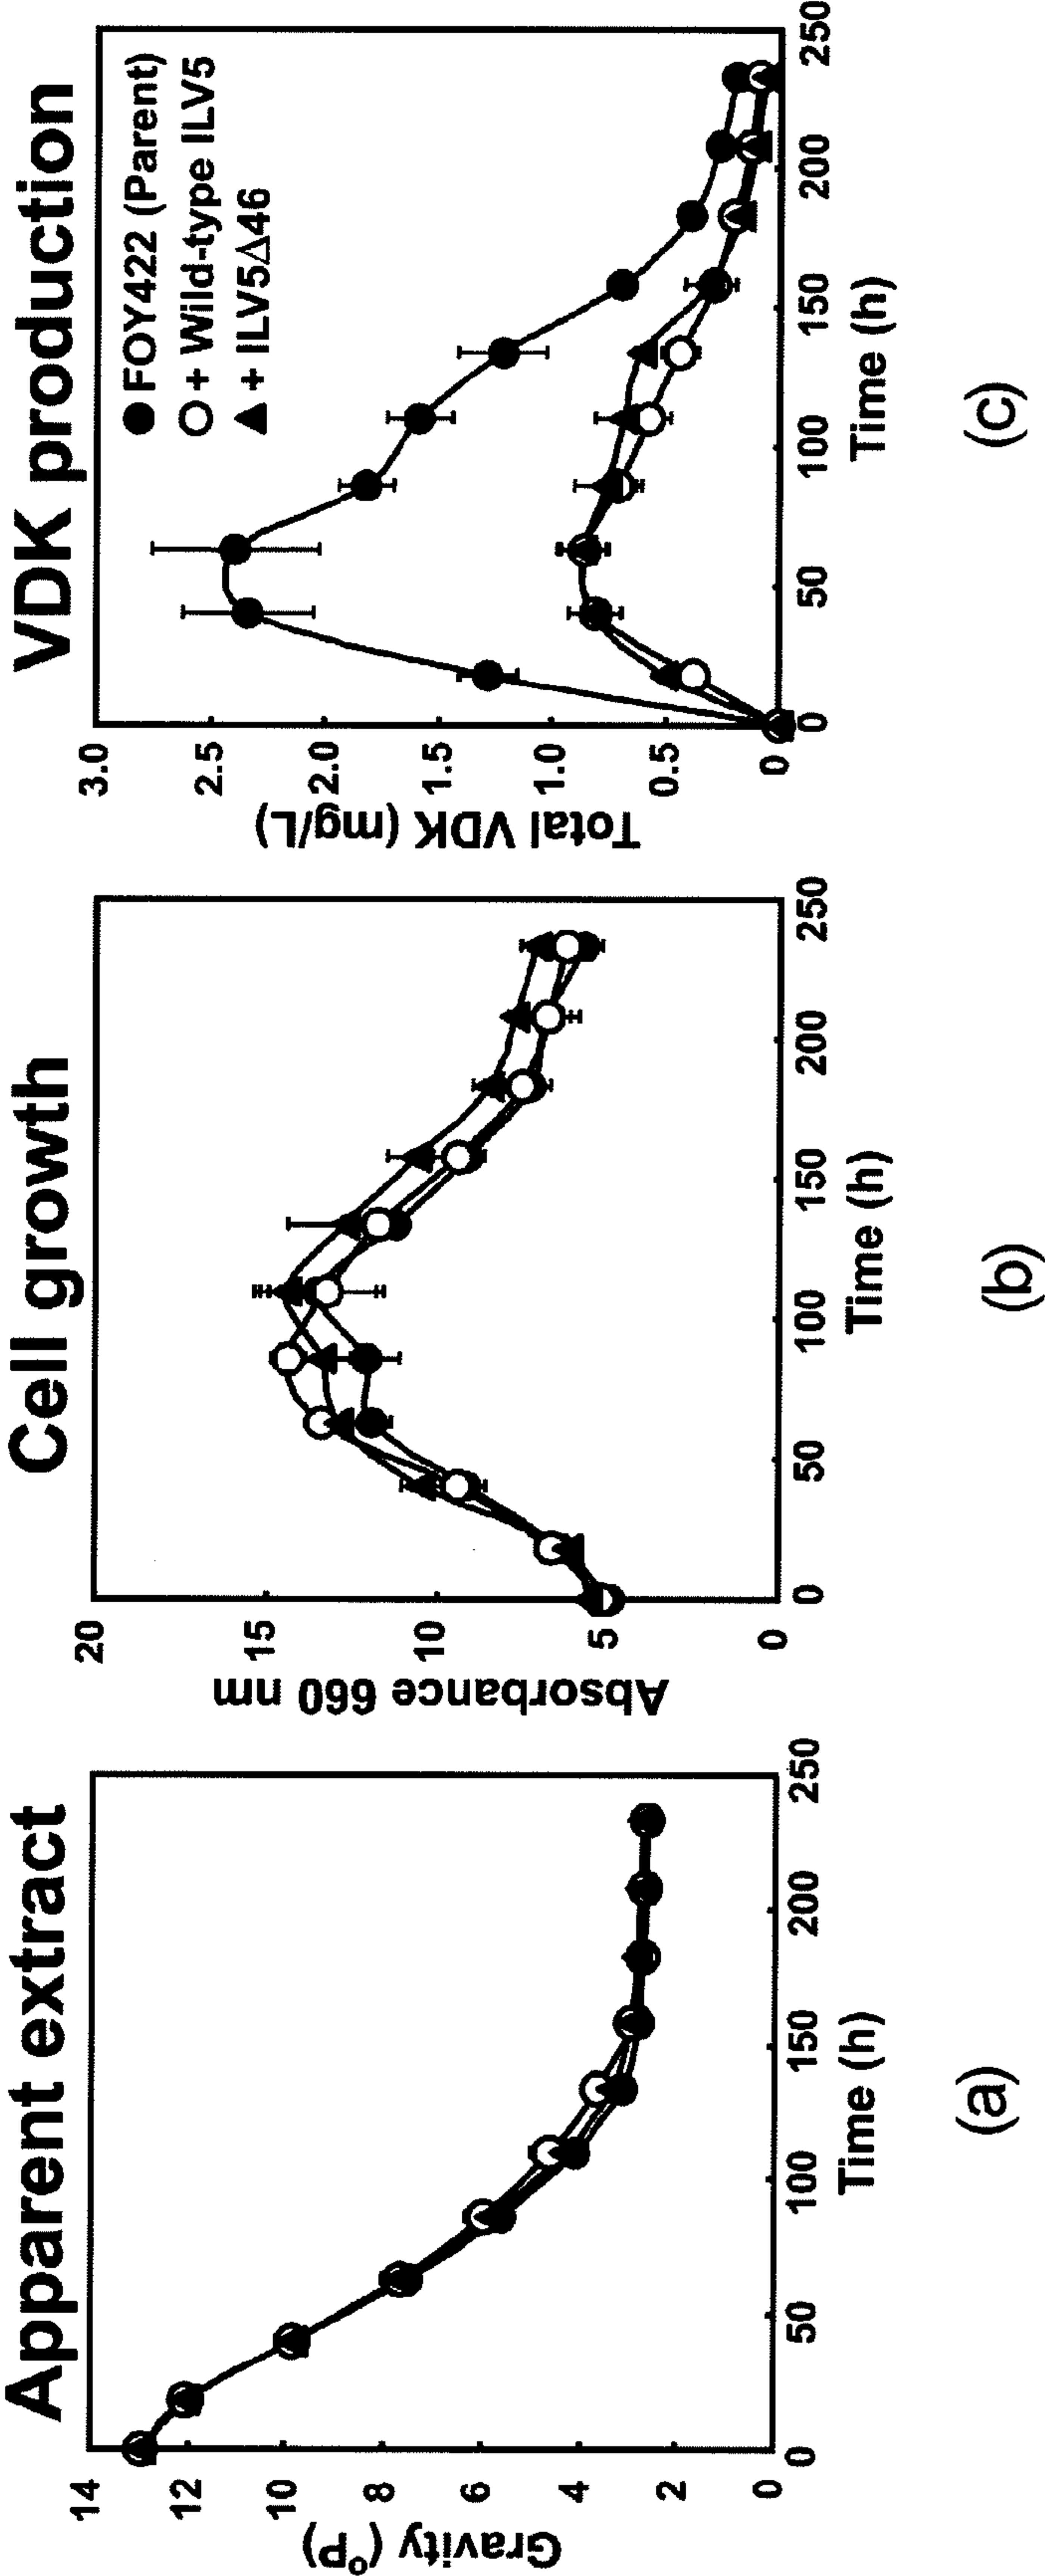 Apparent extract
Gravity (°P)
14
12
10
8
6
4
2
0
0 50 100 150 200 250
Time (h)
(a)
Cell growth
Absorbance 660 nm
20
15
10
5
0
0 50 100 150 200 250
Time (h)
(b)
VDK production
Total VDK (mg/L)
3.0
2.5
2.0
1.5
1.0
0.5
0
FOY422 (Parent)
+ Wild-type ILV5
+ ILV5Δ46
0 50 100 150 200 250
Time (h)
(c)